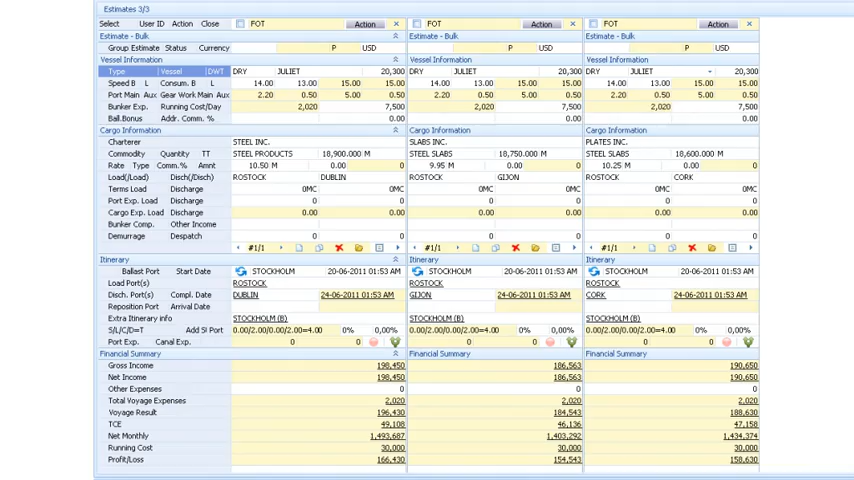 Estimates 3/3
Select User ID Action Close FOT Action × FOT Action × FOT Action ×
Estimate - Bulk Estimate - Bulk Estimate - Bulk
Group Estimate Status Currency P USD P USD P USD
Vessel Information Vessel Information Vessel Information
Type Vessel DWT DRY JULIET 20,300 DRY JULIET 20,300 DRY JULIET 20,300
Speed B L Consum. B L 14.00 13.00 15.00 15.00 14.00 13.00 15.00 15.00 14.00 13.00 15.00 15.00
Port Main Aux Gear Work Main Aux 2.20 0.50 5.00 0.50 2.20 0.50 5.00 0.50 2.20 0.50 5.00 0.50
Bunker Exp. Running Cost/Day 2,020 7,500 2,020 7,500 2,020 7,500
Ball.Bonus Addr. Comm. % 0.00 0.00 0.00
Cargo Information Cargo Information Cargo Information
Charterer STEEL INC. SLABS INC. PLATES INC.
Commodity Quantity TT STEEL PRODUCTS 18,900.000 M STEEL SLABS 18,750.000 M STEEL SLABS 18,600.000 M
Rate Type Comm.% Amnt 10.50 M 0.00 0 9.95 M 0.00 0 10.25 M 0.00 0
Load(/Load) Disch(/Disch) ROSTOCK DUBLIN ROSTOCK GIJON ROSTOCK CORK
Terms Load Discharge 0MC 0MC 0MC 0MC 0MC 0MC
Port Exp. Load Discharge 0 0 0 0 0 0
Cargo Exp. Load Discharge 0.00 0.00 0.00 0.00 0.00 0.00
Bunker Comp. Other Income
Demurrage Despatch 0 0 0 0 0 0
#1/1 #1/1 #1/1
Itinerary Itinerary Itinerary
Ballast Port Start Date STOCKHOLM 20-06-2011 01:53 AM STOCKHOLM 20-06-2011 01:53 AM STOCKHOLM 20-06-2011 01:53 AM
Load Port(s) ROSTOCK ROSTOCK ROSTOCK
Disch. Port(s) Compl. Date DUBLIN 24-06-2011 01:53 AM GIJON 24-06-2011 01:53 AM CORK 24-06-2011 01:53 AM
Reposition Port Arrival Date
Extra Itinerary info STOCKHOLM (B) STOCKHOLM (B) STOCKHOLM (B)
S/L/C/D=T Add S! Port 0.00/2.00/0.00/2.00=4.00 0% 0,00% 0.00/2.00/0.00/2.00=4.00 0% 0,00% 0.00/2.00/0.00/2.00=4.00 0% 0,00%
Port Exp. Canal Exp. 0 0 0 0 0 0
Financial Summary Financial Summary Financial Summary
Gross Income 198,450 186,563 190,650
Net Income 198,450 186,563 190,650
Other Expenses 0 0 0
Total Voyage Expenses 2,020 2,020 2,020
Voyage Result 196,430 184,543 188,630
TCE 49,108 46,136 47,158
Net Monthly 1,493,687 1,403,292 1,434,374
Running Cost 30,000 30,000 30,000
Profit/Loss 166,430 154,543 158,630